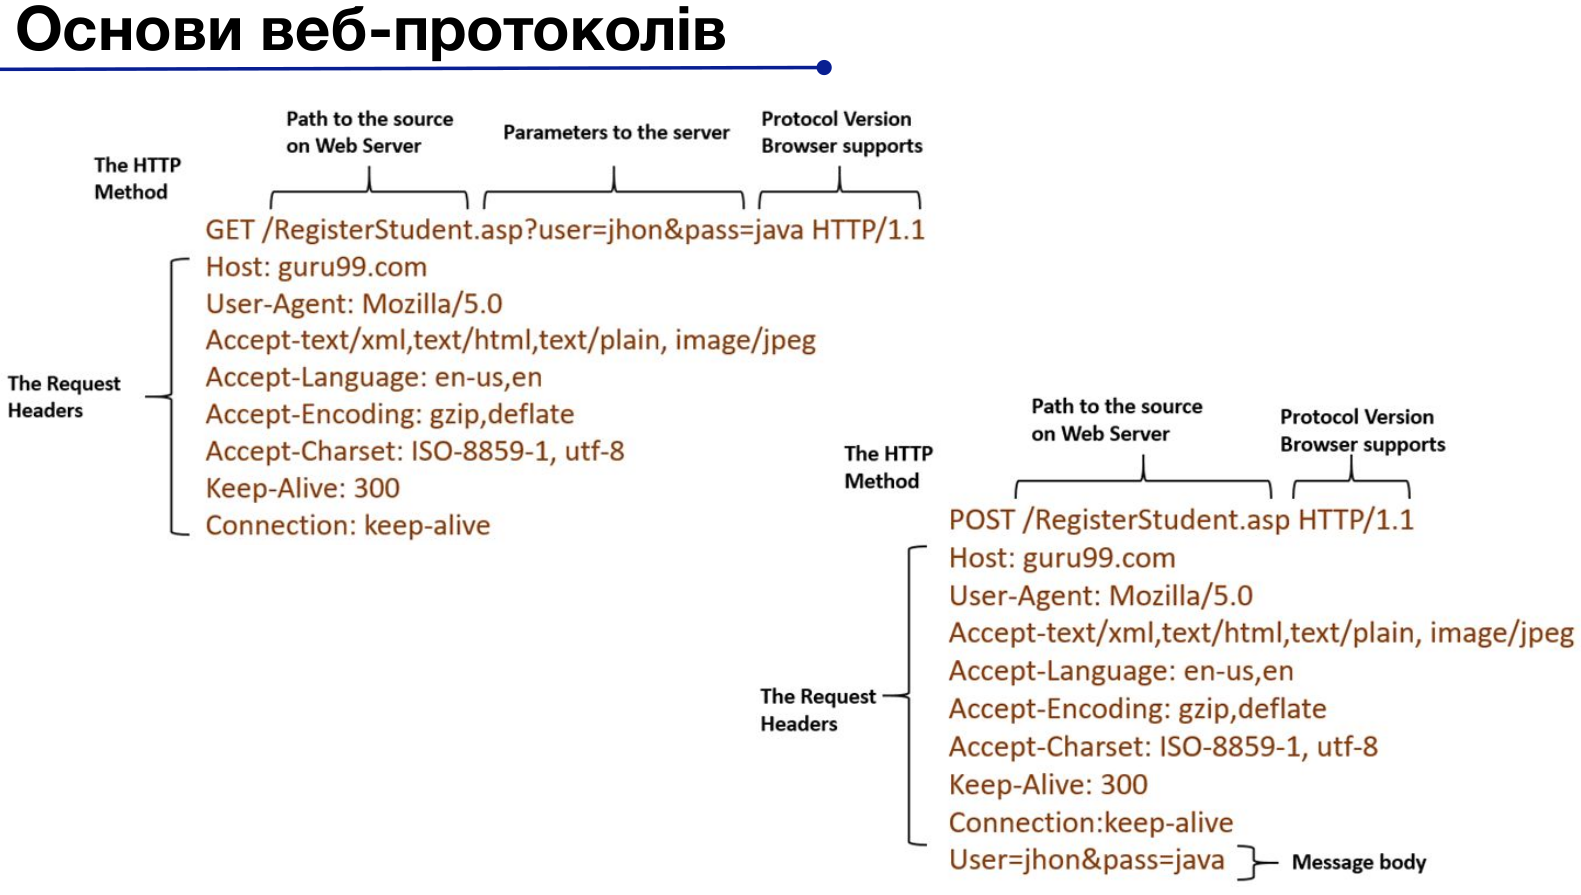 Основи веб-протоколів
Path to the source
on Web Server
Parameters to the server
Protocol Version
Browser supports
The HTTP
Method
GET /RegisterStudent.asp?user=jhon&pass=java HTTP/1.1
Host: guru99.com
User-Agent: Mozilla/5.0
Accept-text/xml,text/html,text/plain, image/jpeg
Accept-Language: en-us,en
Accept-Encoding: gzip,deflate
Accept-Charset: ISO-8859-1, utf-8
Keep-Alive: 300
Connection: keep-alive
The Request
Headers
Path to the source
on Web Server
Protocol Version
Browser supports
The HTTP
Method
POST /RegisterStudent.asp HTTP/1.1
Host: guru99.com
User-Agent: Mozilla/5.0
Accept-text/xml,text/html,text/plain, image/jpeg
Accept-Language: en-us,en
Accept-Encoding: gzip,deflate
Accept-Charset: ISO-8859-1, utf-8
Keep-Alive: 300
Connection:keep-alive
User=jhon&pass=java
The Request
Headers
Message body